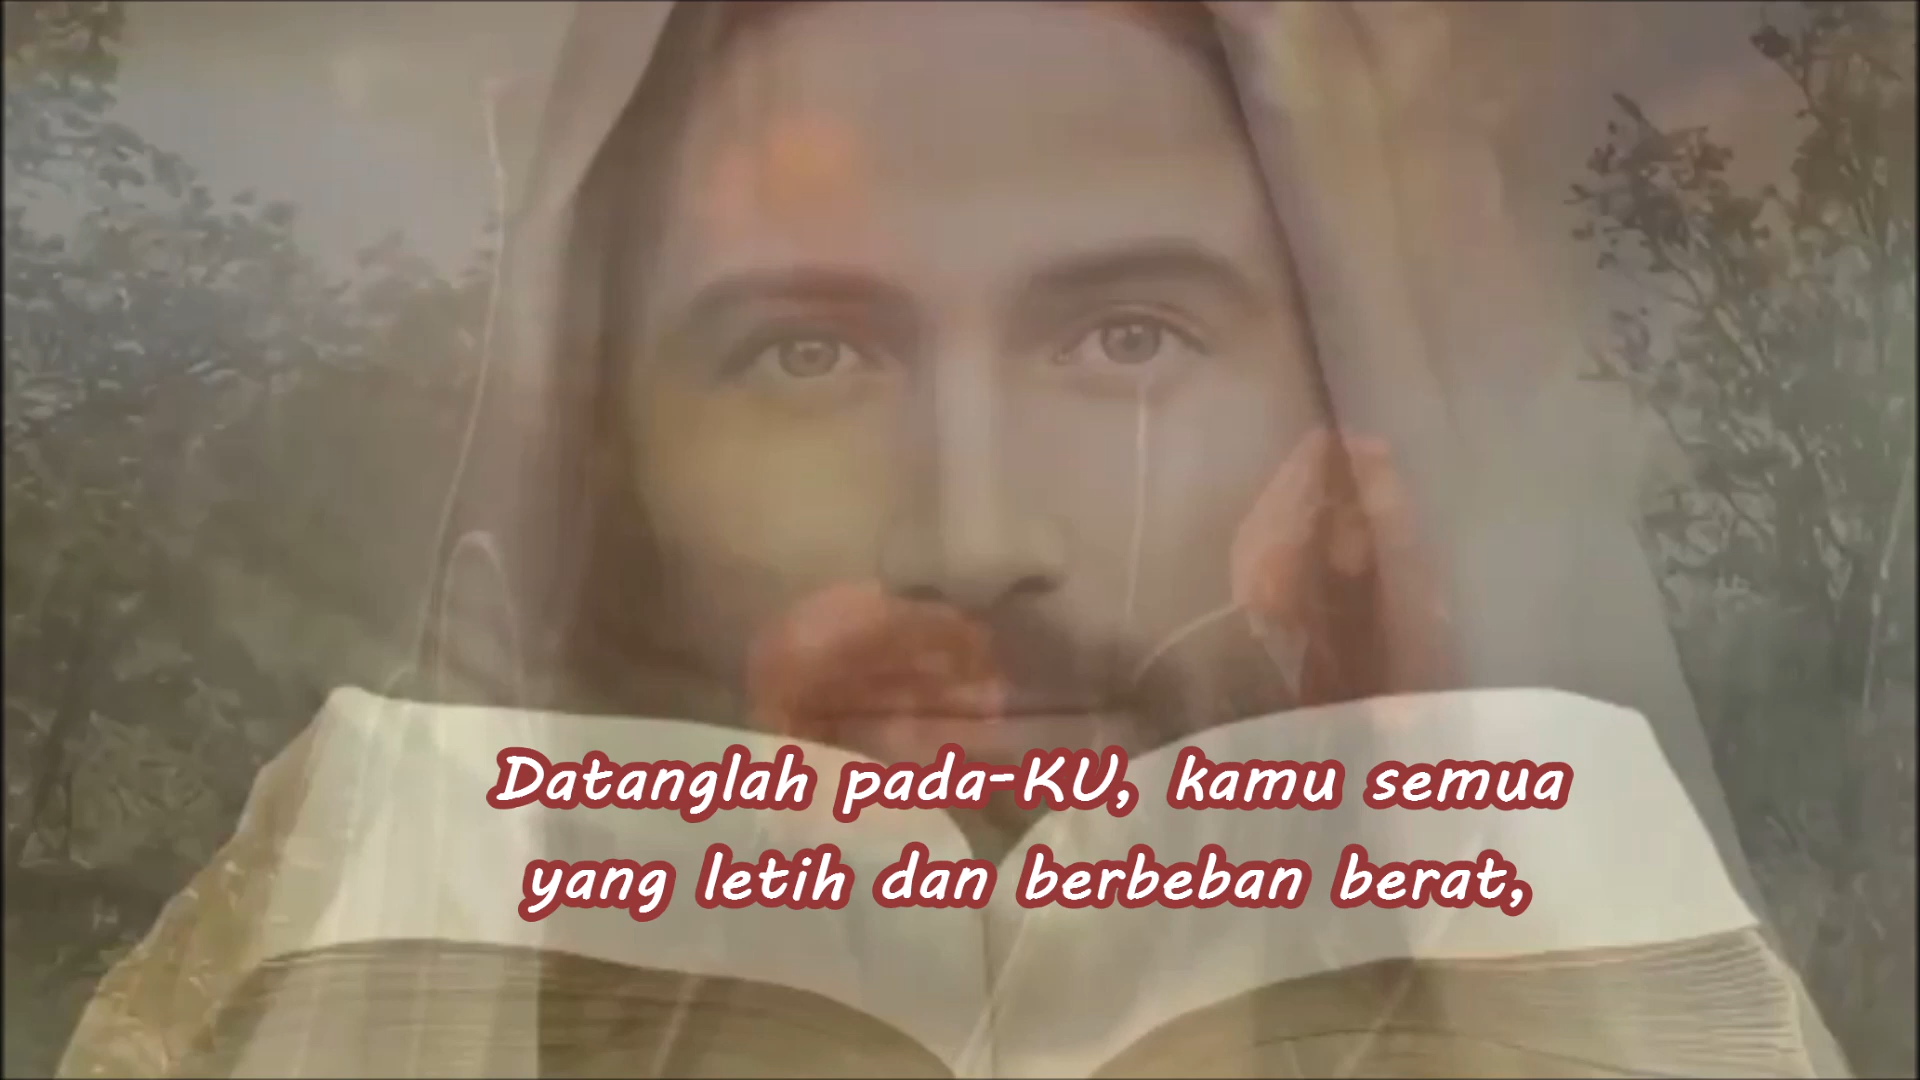 Datanglah pada-KU, kamu semua
yang letih dan berbeban berat,